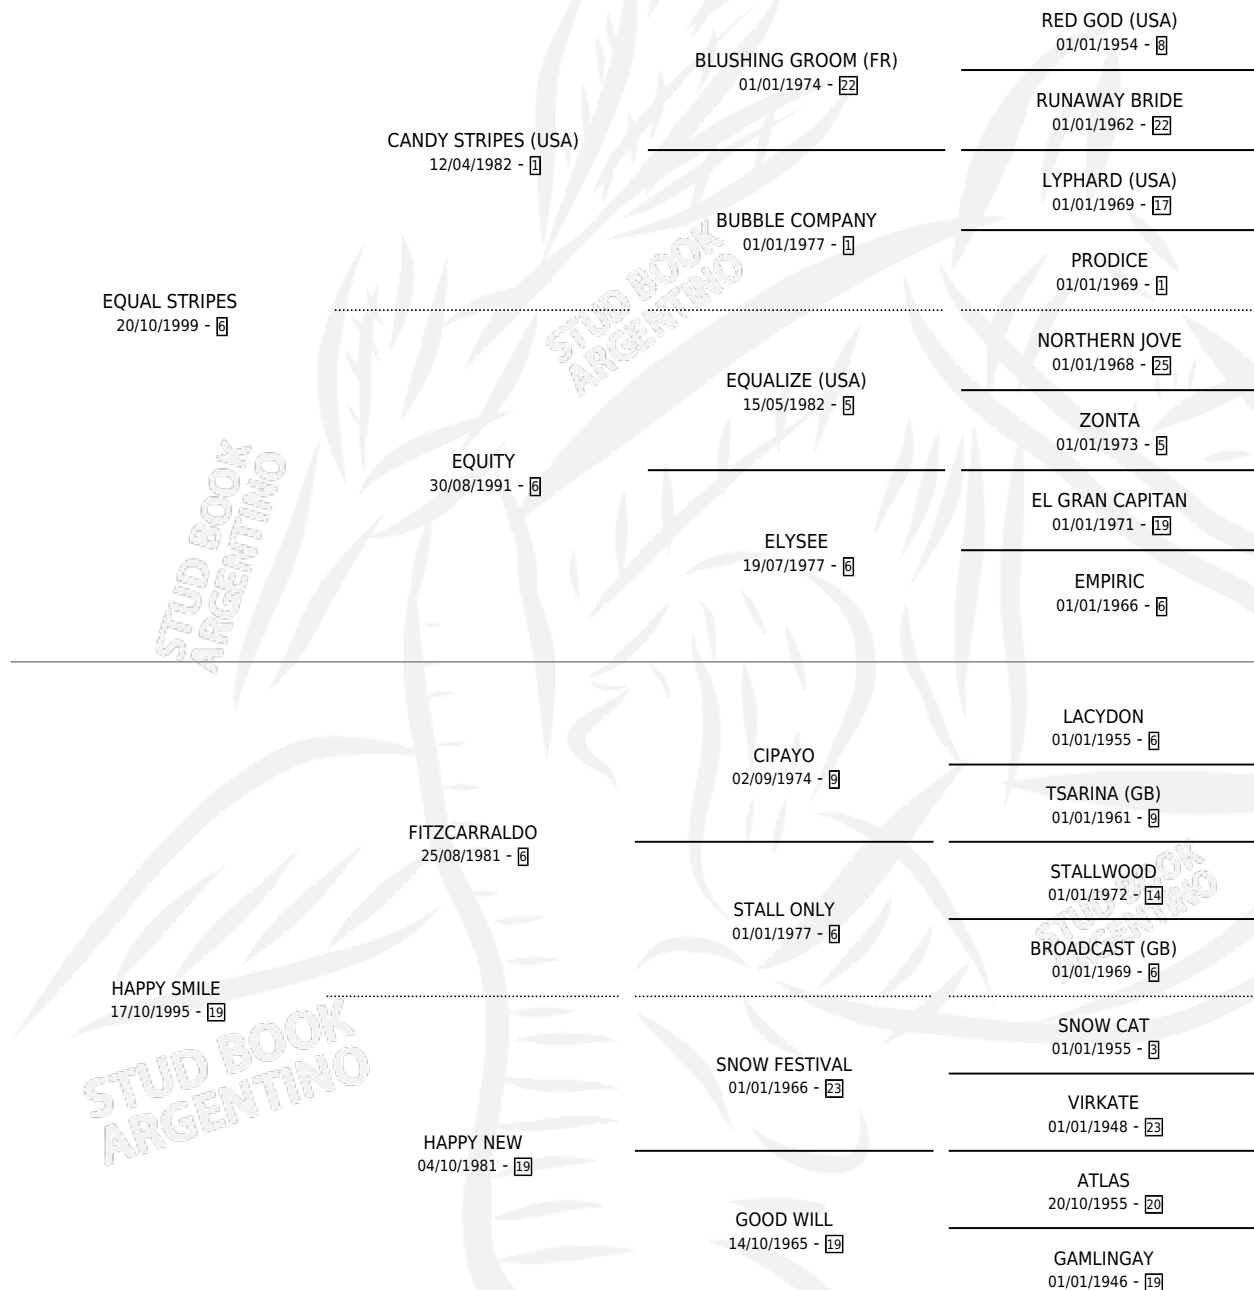 EQUAL STRIPES
20/10/1999 - 6
CANDY STRIPES (USA)
12/04/1982 - 1
BLUSHING GROOM (FR)
01/01/1974 - 22
RED GOD (USA)
01/01/1954 - 8
RUNAWAY BRIDE
01/01/1962 - 22
BUBBLE COMPANY
01/01/1977 - 1
LYPHARD (USA)
01/01/1969 - 17
PRODICE
01/01/1969 - 1
EQUITY
30/08/1991 - 6
EQUALIZE (USA)
15/05/1982 - 5
NORTHERN JOVE
01/01/1968 - 25
ZONTA
01/01/1973 - 5
ELYSEE
19/07/1977 - 6
EL GRAN CAPITAN
01/01/1971 - 19
EMPIRIC
01/01/1966 - 6
HAPPY SMILE
17/10/1995 - 19
FITZCARRALDO
25/08/1981 - 6
CIPAYO
02/09/1974 - 9
LACYDON
01/01/1955 - 6
TSARINA (GB)
01/01/1961 - 9
STALL ONLY
01/01/1977 - 6
STALLWOOD
01/01/1972 - 14
BROADCAST (GB)
01/01/1969 - 6
HAPPY NEW
04/10/1981 - 19
SNOW FESTIVAL
01/01/1966 - 23
SNOW CAT
01/01/1955 - 3
VIRKATE
01/01/1948 - 23
GOOD WILL
14/10/1965 - 19
ATLAS
20/10/1955 - 20
GAMLINGAY
01/01/1946 - 19
STUD BOOK
ARGENTINO
STUD BOOK
ARGENTINO
STUD BOOK
ARGENTINO
STUD BOOK
ARGENTINO